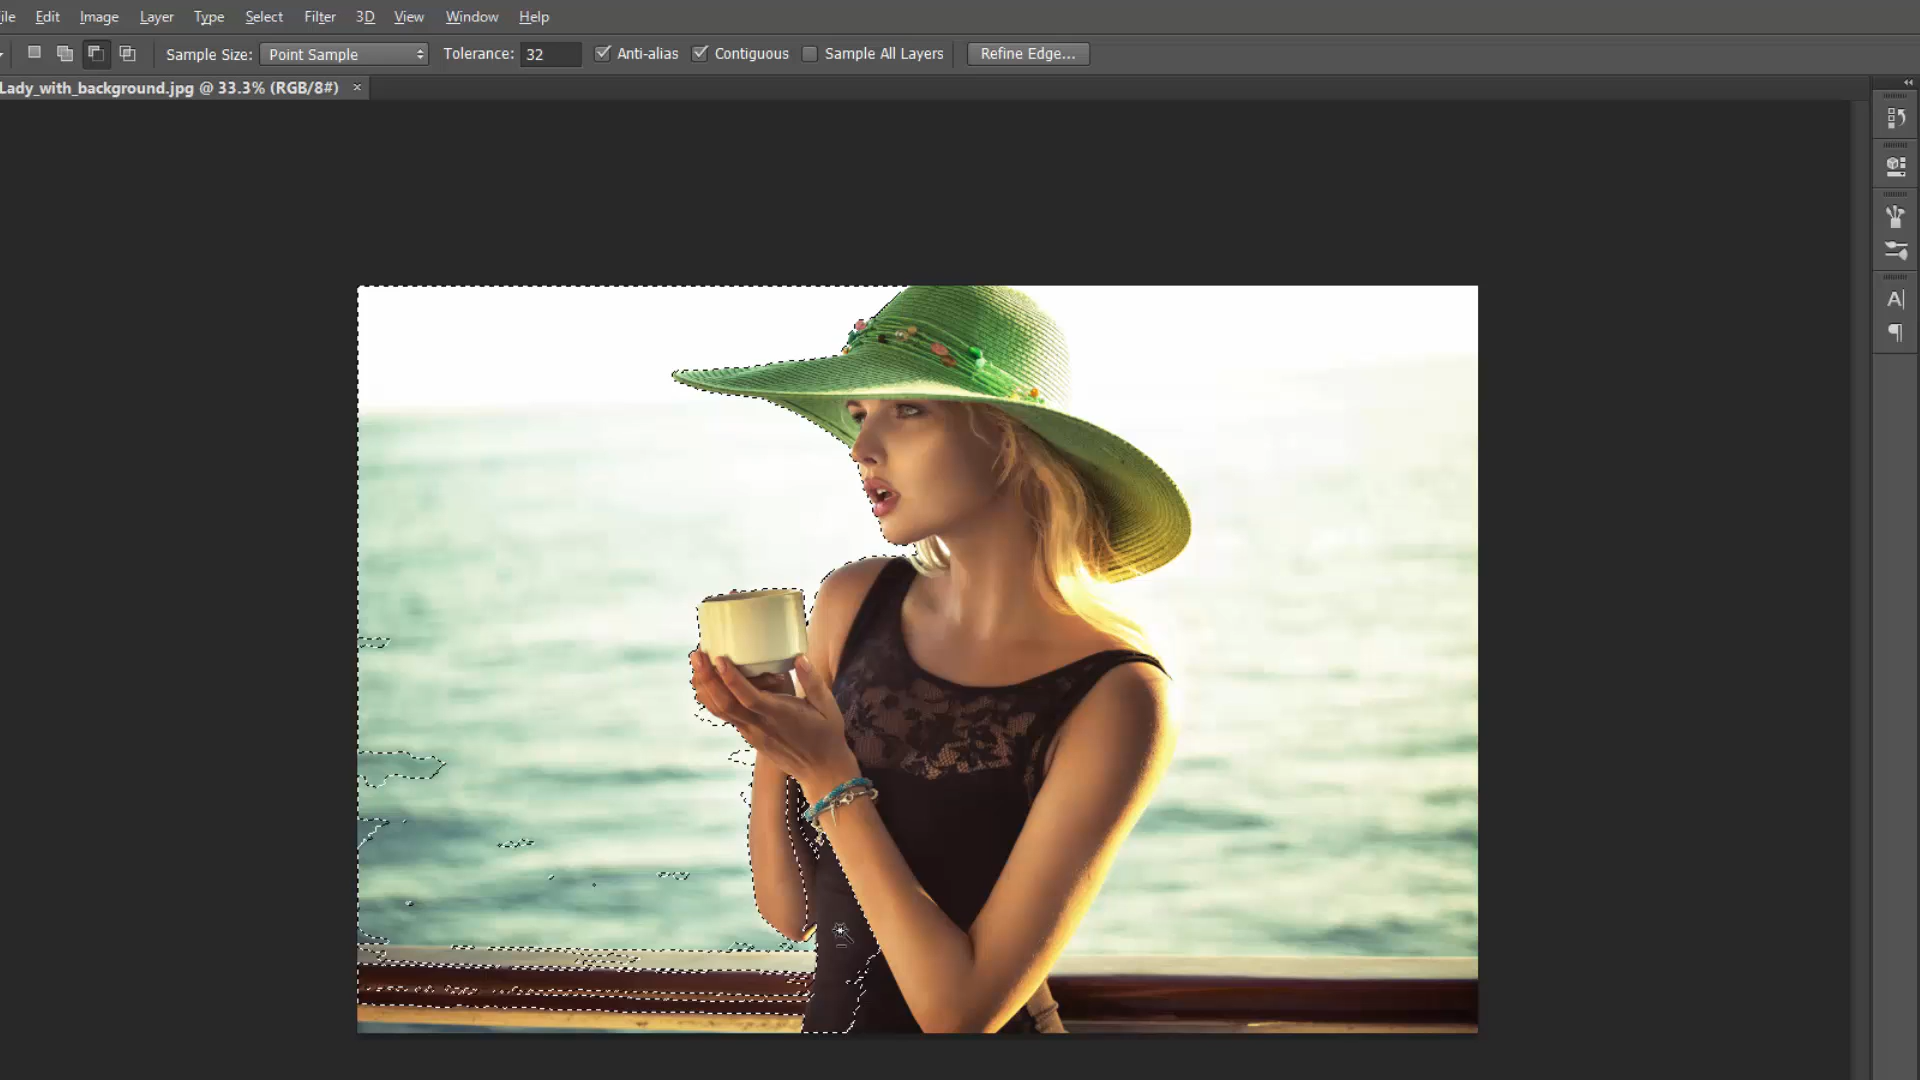 ile Edit Image Layer Type Select Filter 3D View Window Help
Sample Size: Point Sample Tolerance: 32 Anti-alias Contiguous Sample All Layers Refine Edge...
Lady_with_background.jpg @ 33.3% (RGB/8#) ×